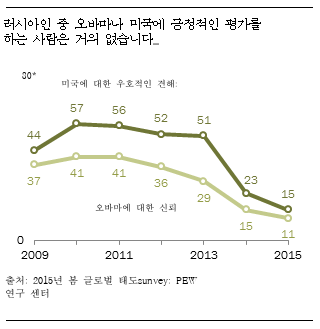 러시아인 중 오바마나 미국에 긍정적인 평가를
하는 사람은 거의 없습니다_
80*
미국에 대한 우호적인 견해:
44 57 56 52 51 23 15
37 41 41 36 29 15 11
오바마에 대한 신뢰
0
2009 2011 2013 2015
출처: 2015년 봄 글로벌 태도sunvey: PEW
연구 센터